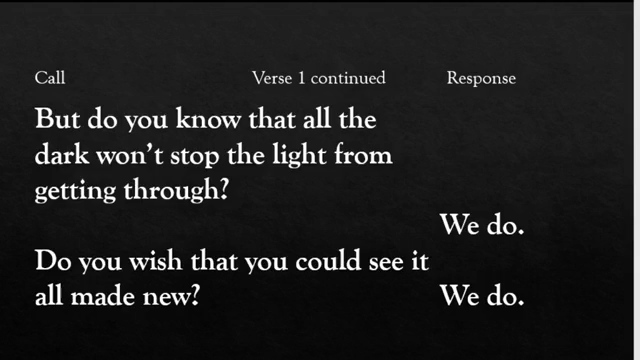 Call Verse 1 continued Response
But do you know that all the
dark won't stop the light from
getting through?
We do.
Do you wish that you could see it
all made new? We do.